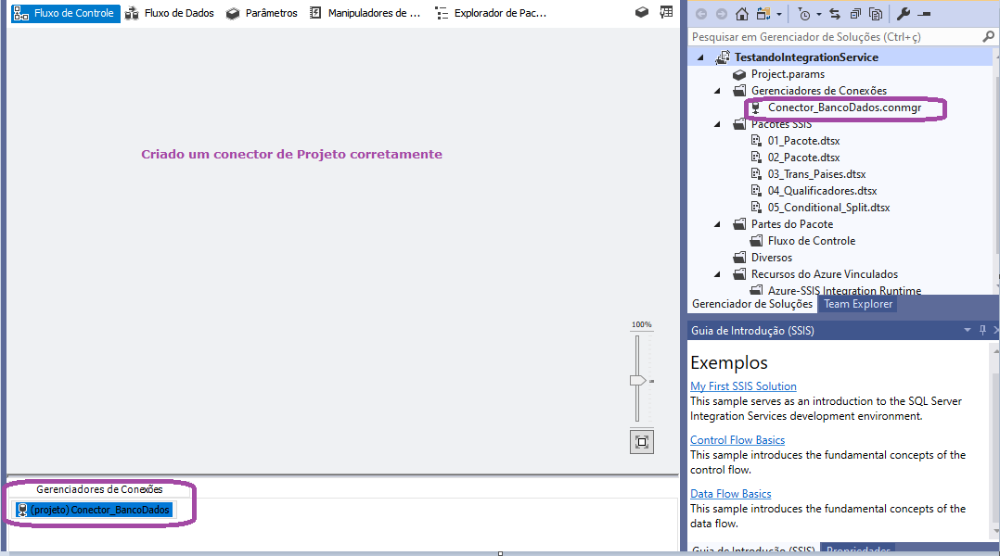 Fluxo de Controle Fluxo de Dados Parâmetros Manipuladores de ... Explorador de Pac...
Criado um conector de Projeto corretamente
100%
Gerenciadores de Conexões
(projeto) Conector_BancoDados
Pesquisar em Gerenciador de Soluções (Ctrl+ç)
TestandoIntegrationService
Project.params
Gerenciadores de Conexões
Conector_BancoDados.conmgr
Pacotes SSIS
01_Pacote.dtsx
02_Pacote.dtsx
03_Trans_Paises.dtsx
04_Qualificadores.dtsx
05_Conditional_Split.dtsx
Partes do Pacote
Fluxo de Controle
Diversos
Recursos do Azure Vinculados
Azure-SSIS Integration Runtime
Gerenciador de Soluções Team Explorer
Guia de Introdução (SSIS)
Exemplos
My First SSIS Solution
This sample serves as an introduction to the SQL Server
Integration Services development environment.
Control Flow Basics
This sample introduces the fundamental concepts of the
control flow.
Data Flow Basics
This sample introduces the fundamental concepts of the
data flow.
Guia de Introdução (SSIS) Propriedades